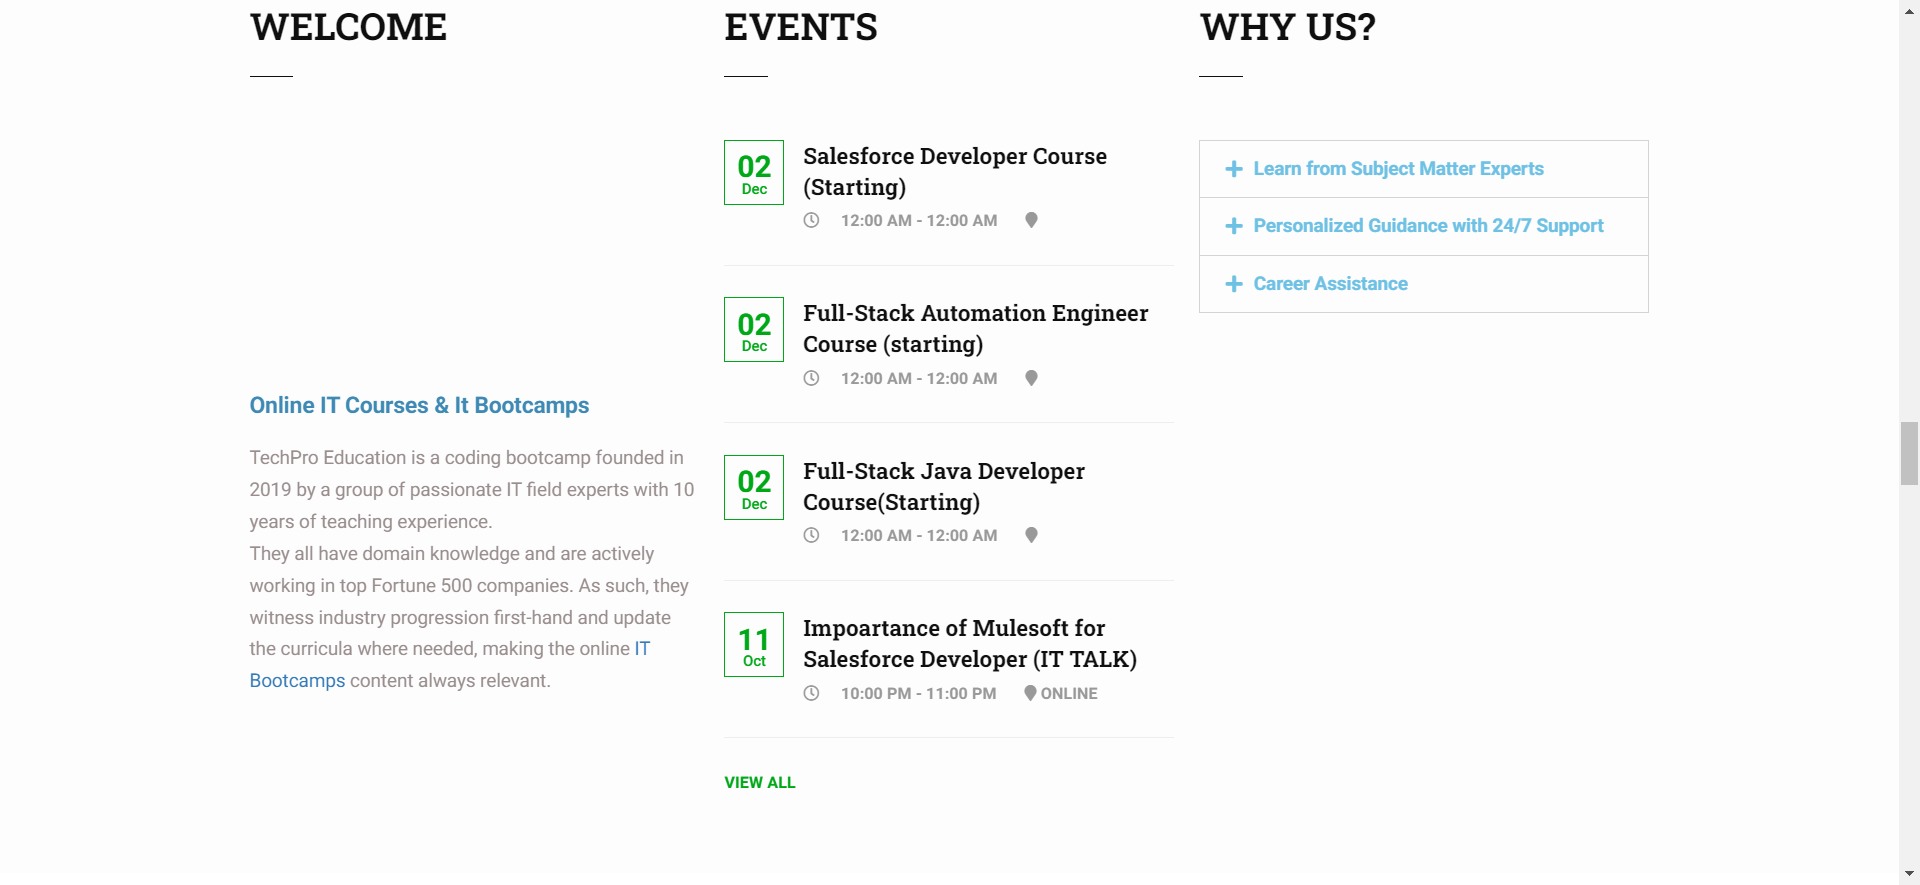 WELCOME
Online IT Courses & It Bootcamps
TechPro Education is a coding bootcamp founded in
2019 by a group of passionate IT field experts with 10
years of teaching experience.
They all have domain knowledge and are actively
working in top Fortune 500 companies. As such, they
witness industry progression first-hand and update
the curricula where needed, making the online IT
Bootcamps content always relevant.
EVENTS
02
Dec
Salesforce Developer Course
(Starting)
12:00 AM - 12:00 AM
02
Dec
Full-Stack Automation Engineer
Course (starting)
12:00 AM - 12:00 AM
02
Dec
Full-Stack Java Developer
Course(Starting)
12:00 AM - 12:00 AM
11
Oct
Impoartance of Mulesoft for
Salesforce Developer (IT TALK)
10:00 PM - 11:00 PM ONLINE
VIEW ALL
WHY US?
Learn from Subject Matter Experts
Personalized Guidance with 24/7 Support
Career Assistance